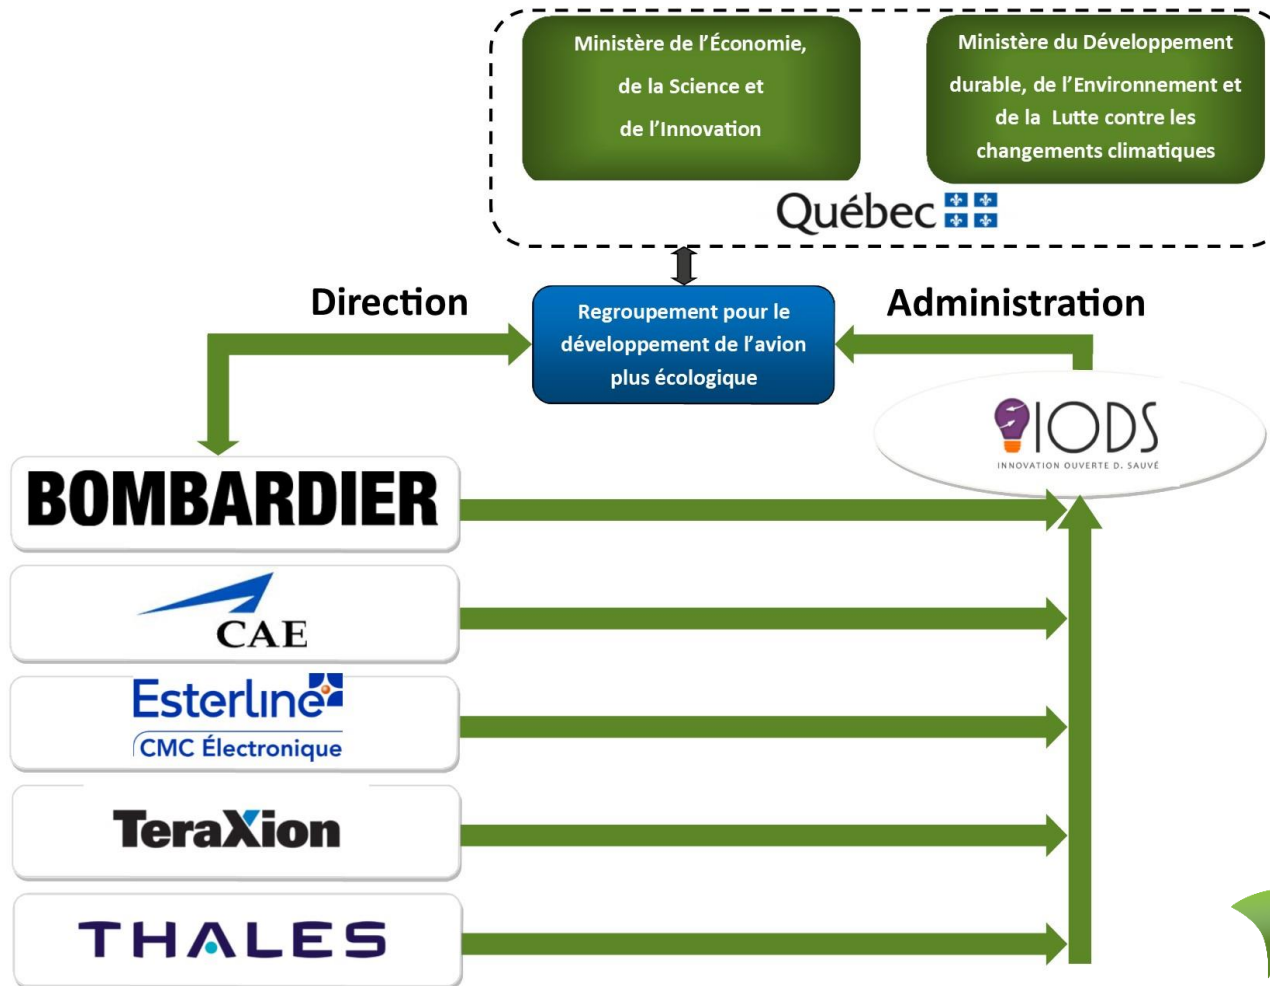 Ministère de l’Économie,
de la Science et
de l’Innovation
Ministère du Développement
durable, de l’Environnement et
de la Lutte contre les
changements climatiques
Québec
Direction
Regroupement pour le
développement de l’avion
plus écologique
Administration
IODS
INNOVATION OUVERTE D. SAUVÉ
BOMBARDIER
CAE
Esterline
CMC Électronique
TeraXion
THALES